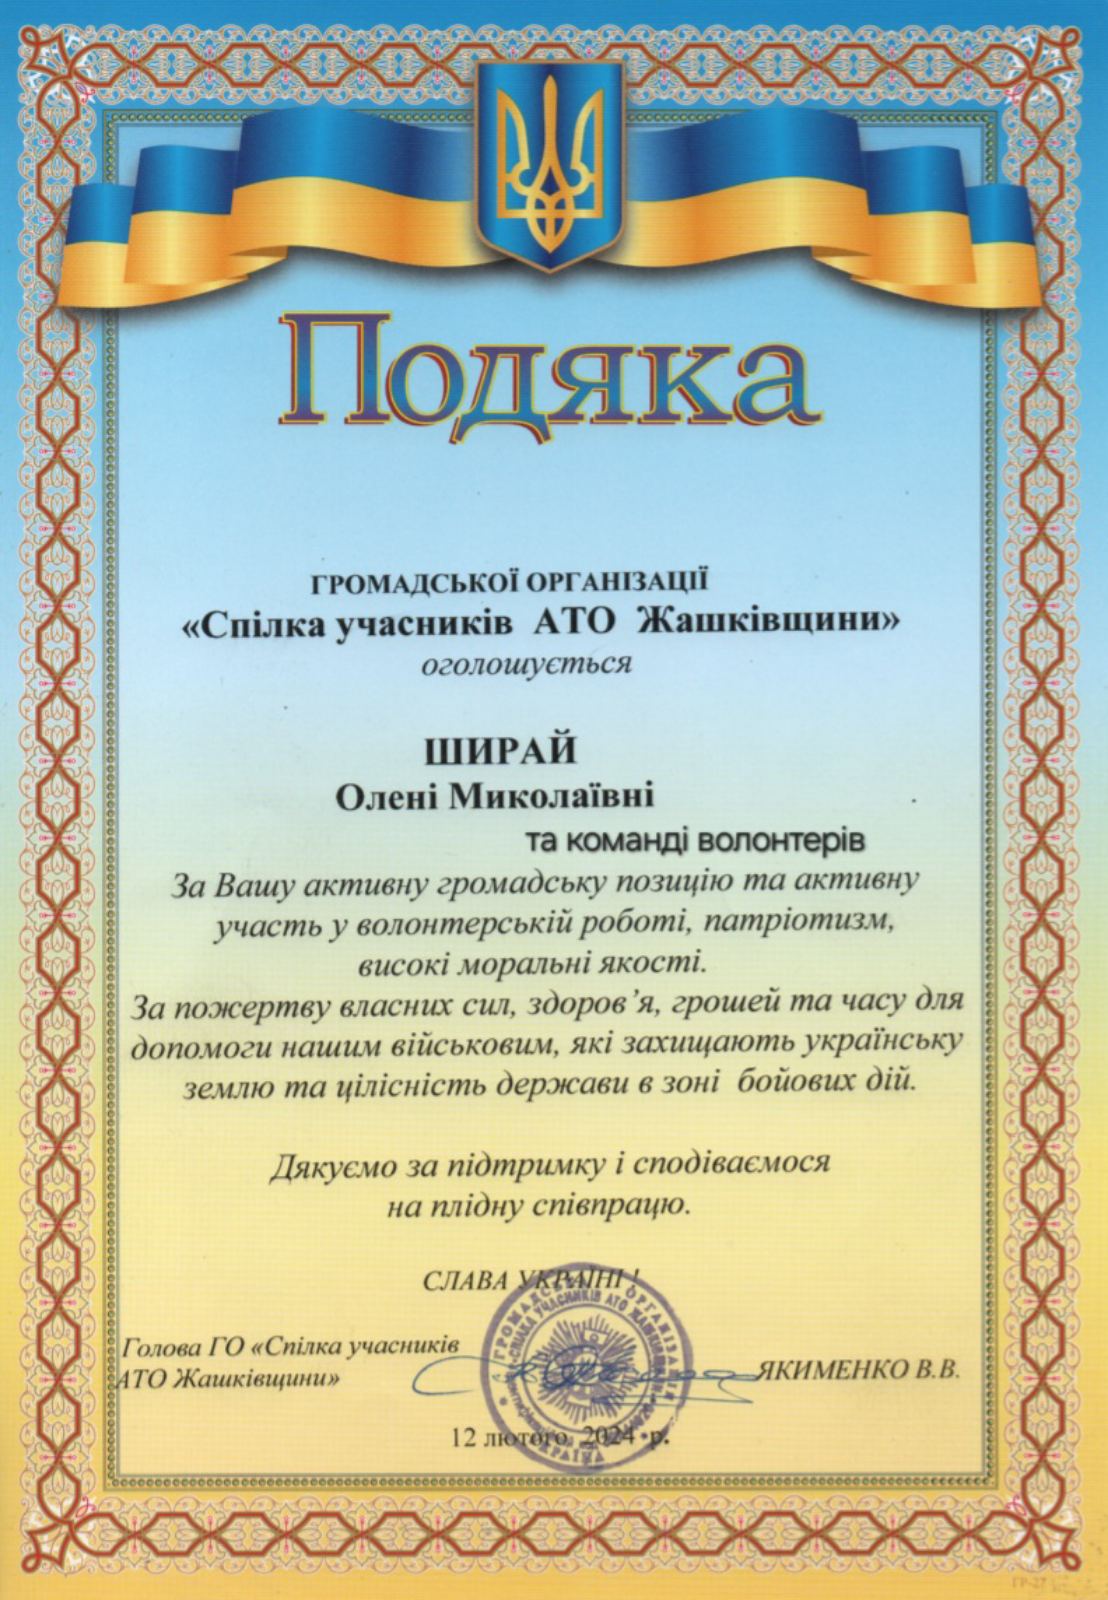 Подяка
ГРОМАДСЬКОЇ ОРГАНІЗАЦІЇ
«Спілка учасників АТО Жашківщини»
оголошується
ШИРАЙ
Олені Миколаївні
та команді волонтерів
За Вашу активну громадську позицію та активну
участь у волонтерській роботі, патріотизм,
високі моральні якості.
За пожертву власних сил, здоров’я, грошей та часу для
допомоги нашим військовим, які захищають українську
землю та цілісність держави в зоні бойових дій.
Дякуємо за підтримку і сподіваємося
на плідну співпрацю.
СЛАВА УКРАЇНІ !
Голова ГО «Спілка учасників
АТО Жашківщини»
ЯКИМЕНКО В.В.
12 лютого 2024 р.
ГРОМАДСЬКА ОРГАНІЗАЦІЯ
УКРАЇНА
«СПІЛКА УЧАСНИКІВ АТО ЖАШКІВЩИНИ»